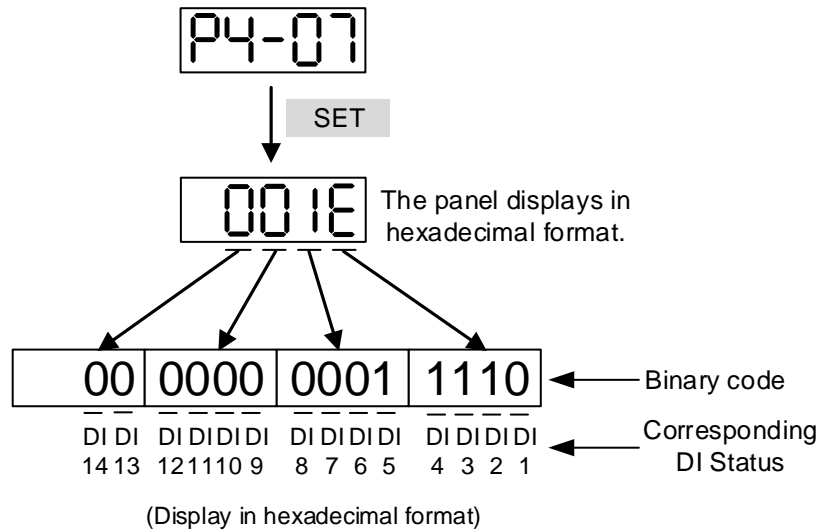 P4-07
SET
001E
The panel displays in
hexadecimal format.
00 0000 0001 1110
Binary code
DI DI DI DI DI DI DI DI DI DI DI DI DI DI
14 13 12 11 10 9 8 7 6 5 4 3 2 1
Corresponding
DI Status
(Display in hexadecimal format)